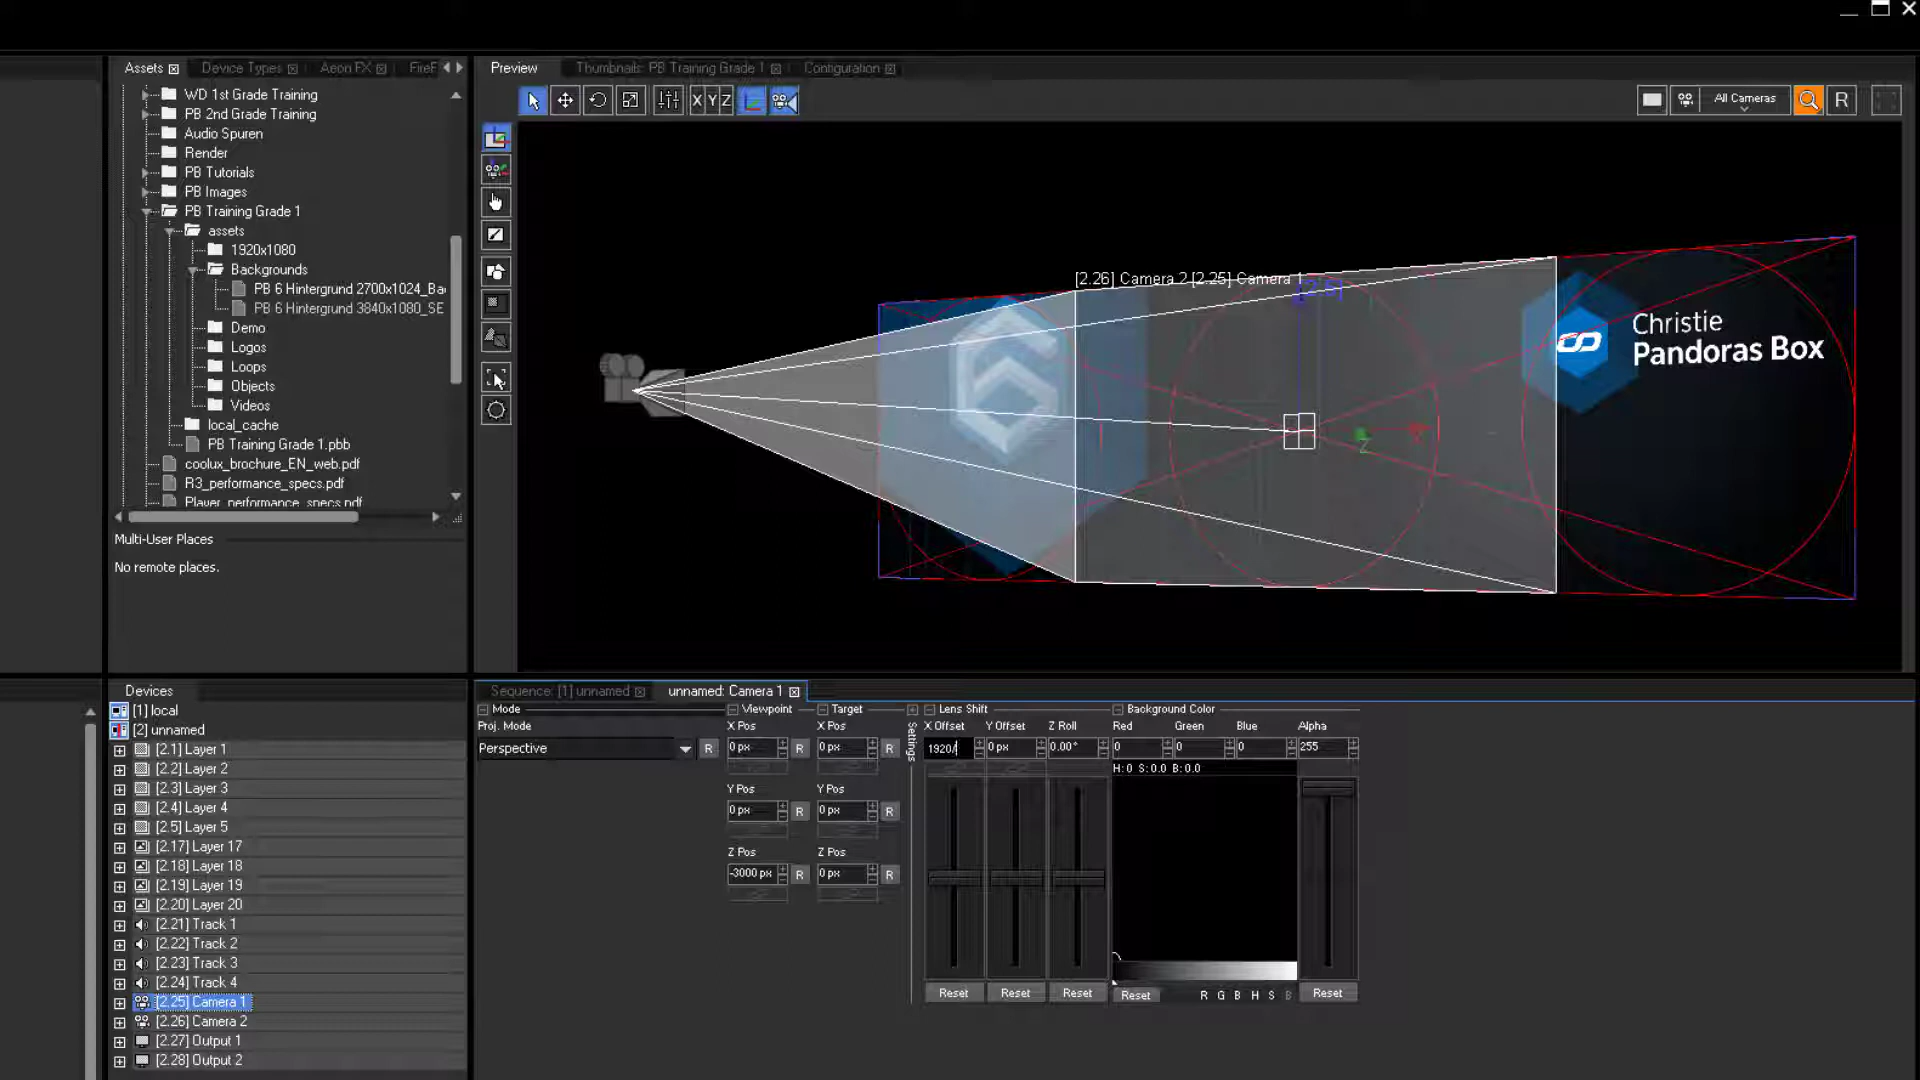 Assets
Device Types
Aeon FX
Preview
Thumbnails: PB Training Grade 1
Configuration
X Y Z
All Cameras
R
WD 1st Grade Training
PB 2nd Grade Training
Audio Spuren
Render
PB Tutorials
PB Images
PB Training Grade 1
assets
1920x1080
Backgrounds
PB 6 Hintergrund 2700x1024_Ba
PB 6 Hintergrund 3840x1080_SE
Demo
Logos
Loops
Objects
Videos
local_cache
PB Training Grade 1.pbb
coolux_brochure_EN_web.pdf
R3_performance_specs.pdf
Player_performance_specs.pdf
Multi-User Places
No remote places.
[2.26] Camera 2 [2.25] Camera 1
[2.5]
Z
Christie
Pandoras Box
Devices
[1] local
[2] unnamed
[2.1] Layer 1
[2.2] Layer 2
[2.3] Layer 3
[2.4] Layer 4
[2.5] Layer 5
[2.17] Layer 17
[2.18] Layer 18
[2.19] Layer 19
[2.20] Layer 20
[2.21] Track 1
[2.22] Track 2
[2.23] Track 3
[2.24] Track 4
[2.25] Camera 1
[2.26] Camera 2
[2.27] Output 1
[2.28] Output 2
Sequence: [1] unnamed
unnamed: Camera 1
Mode
Viewpoint
Target
Settings
Lens Shift
Background Color
Proj. Mode
X Pos
X Pos
X Offset
Y Offset
Z Roll
Red
Green
Blue
Alpha
Perspective
R
0 px
R
0 px
R
1920/
0 px
0.00°
0
0
0
255
H:0 S:0.0 B:0.0
Y Pos
Y Pos
0 px
R
0 px
R
Z Pos
Z Pos
-3000 px
R
0 px
R
Reset
Reset
Reset
Reset
R G B H S B
Reset